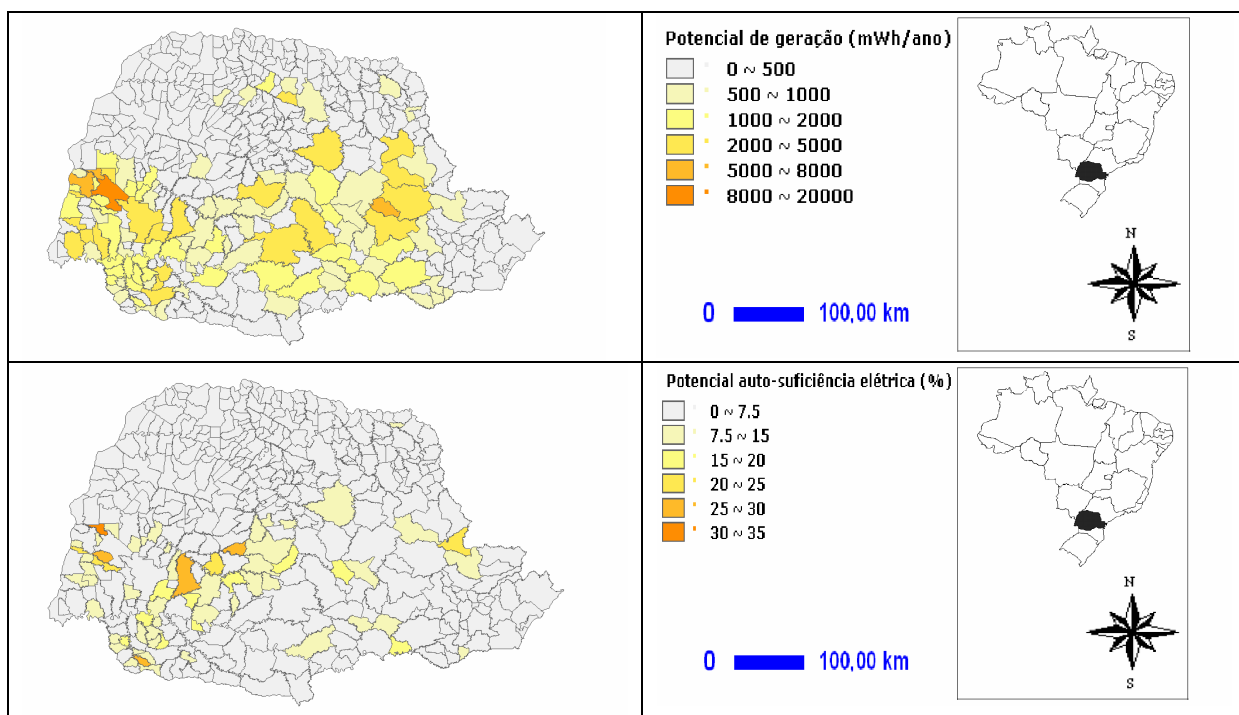 Potencial de geração (mWh/ano)
0 ~ 500
500 ~ 1000
1000 ~ 2000
2000 ~ 5000
5000 ~ 8000
8000 ~ 20000
0 100,00 km
N
S
Potencial auto-suficiência elétrica (%)
0 ~ 7.5
7.5 ~ 15
15 ~ 20
20 ~ 25
25 ~ 30
30 ~ 35
0 100,00 km
N
S